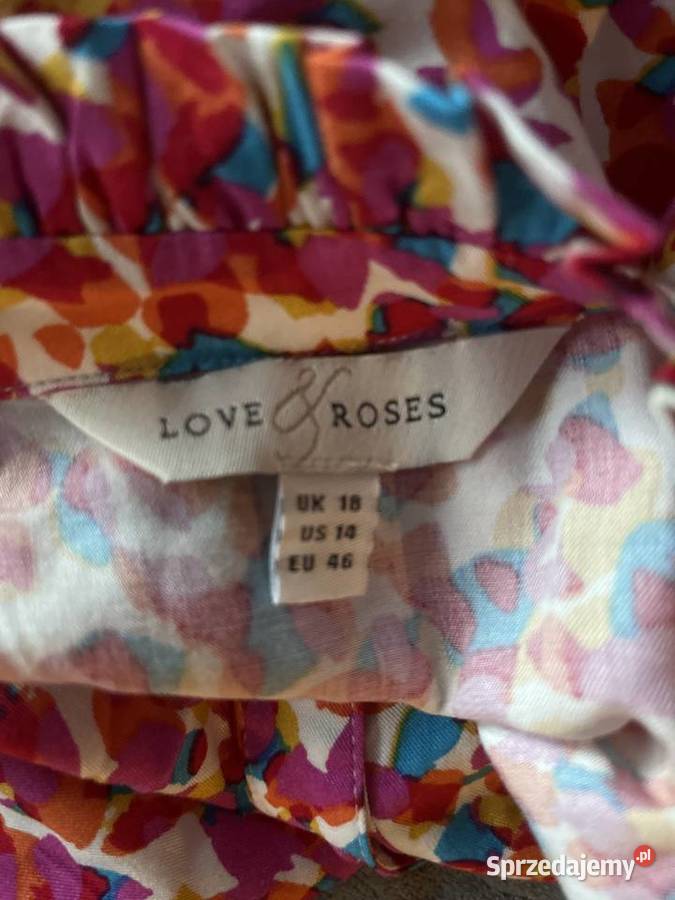 LOVE & ROSES
UK 18
US 14
EU 46
Sprzedajemy.pl